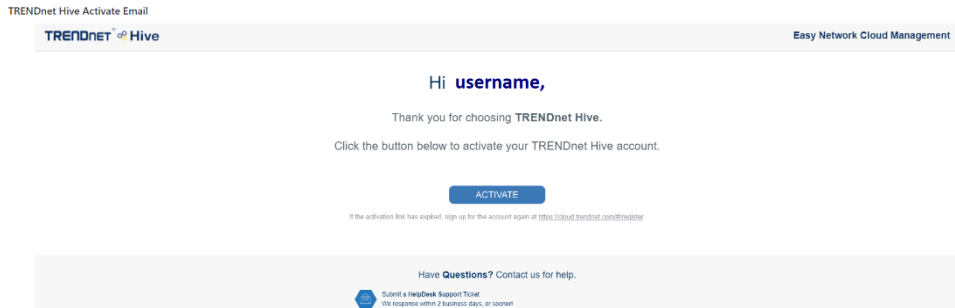 TRENDnet Hive Activate Email
TRENDNET Hive
Easy Network Cloud Management
Hi username,
Thank you for choosing TRENDnet Hive.
Click the button below to activate your TRENDnet Hive account.
ACTIVATE
If the activation link has expired, sign up for the account again at https://cloud.trendnet.com/#/register
Have Questions? Contact us for help.
Submit a HelpDesk Support Ticket
We response within 2 business days, or sooner!